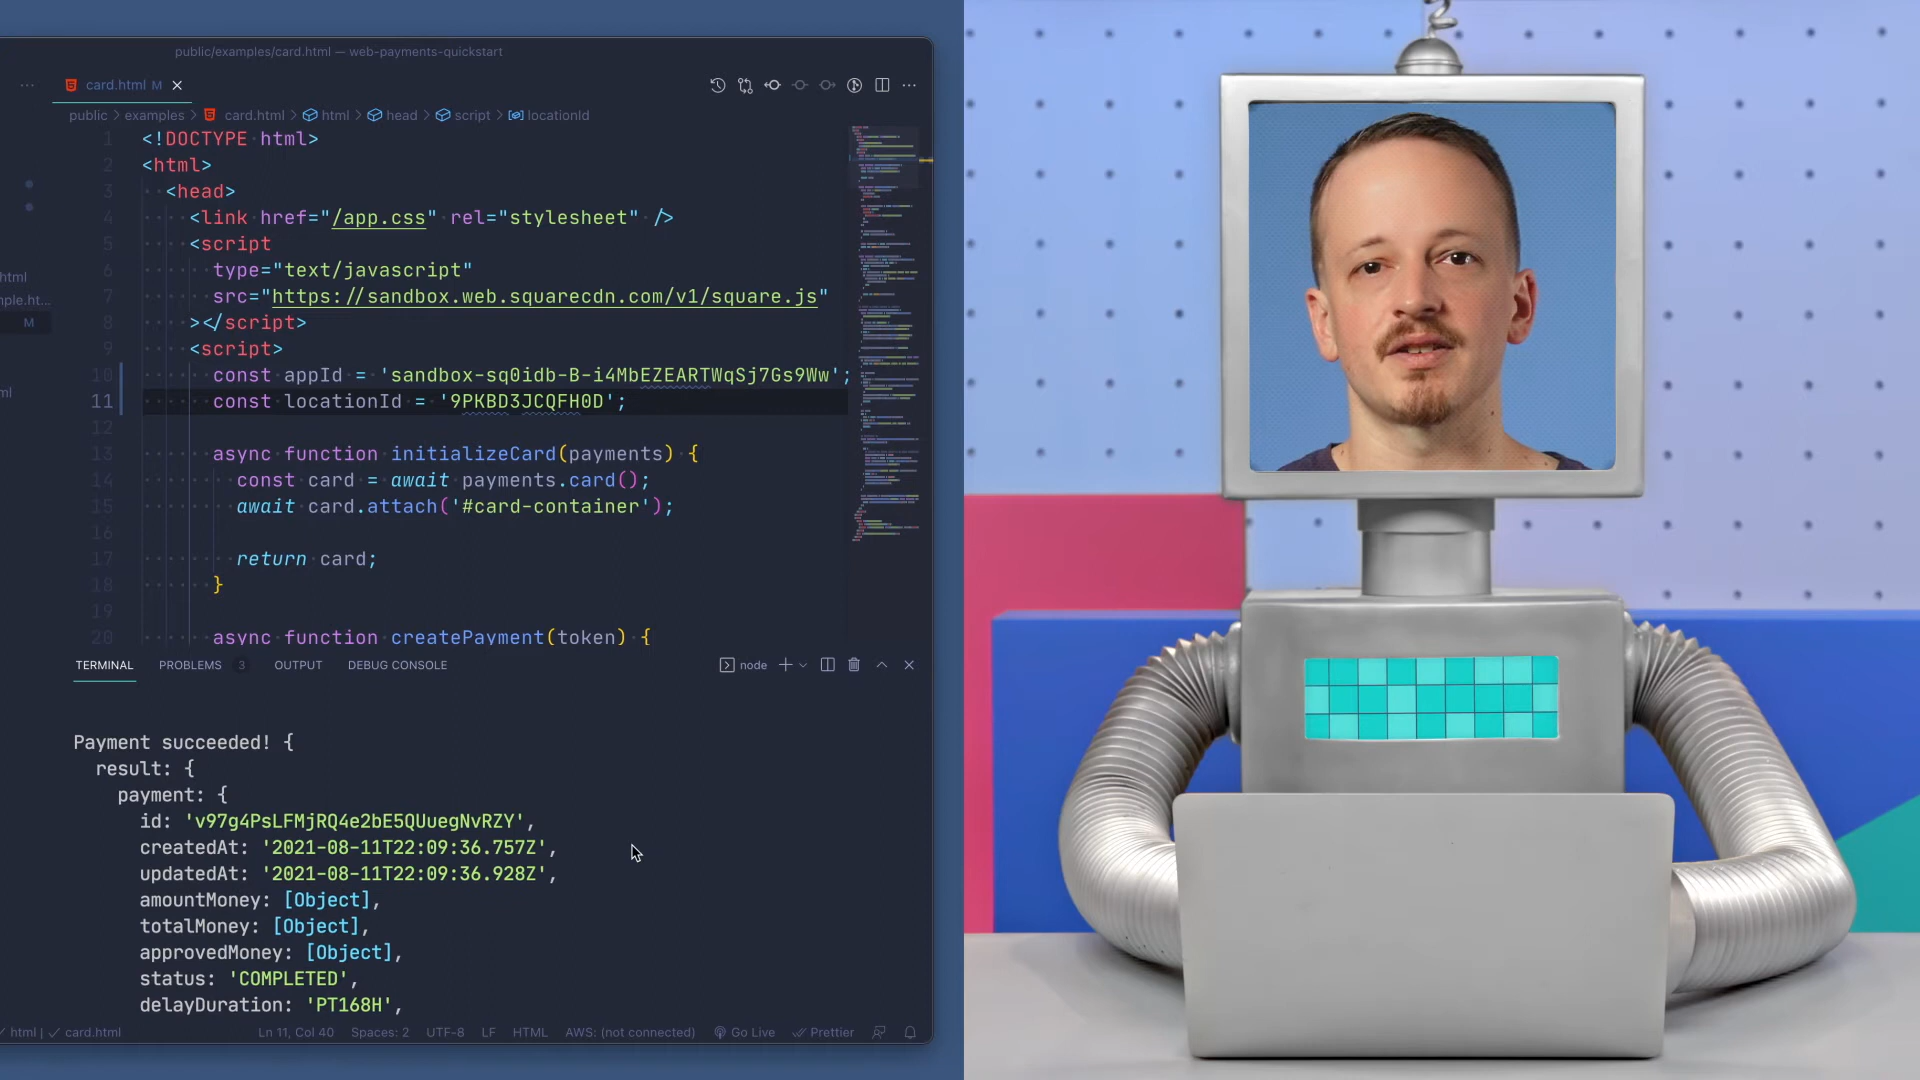 public/examples/card.html — web-payments-quickstart
card.html M
public > examples > card.html > html > head > script > locationId
1 <!DOCTYPE html>
2 <html>
3 <head>
4 <link href="/app.css" rel="stylesheet" />
5 <script
6 type="text/javascript"
7 src="https://sandbox.web.squarecdn.com/v1/square.js"
8 ></script>
9 <script>
10 const appId = 'sandbox-sq0idb-B-i4MbEZEARTWqSj7Gs9Ww';
11 const locationId = '9PKBD3JCQFH0D';
12
13 async function initializeCard(payments) {
14 const card = await payments.card();
15 await card.attach('#card-container');
16
17 return card;
18 }
19
20 async function createPayment(token) {
html
ple.ht...
M
ml
TERMINAL PROBLEMS 3 OUTPUT DEBUG CONSOLE node
Payment succeeded! {
result: {
payment: {
id: 'v97g4PsLFMjRQ4e2bE5QUuegNvRZY',
createdAt: '2021-08-11T22:09:36.757Z',
updatedAt: '2021-08-11T22:09:36.928Z',
amountMoney: [Object],
totalMoney: [Object],
approvedMoney: [Object],
status: 'COMPLETED',
delayDuration: 'PT168H',
html | ✓ card.html Ln 11, Col 40 Spaces: 2 UTF-8 LF HTML AWS: (not connected) Go Live Prettier